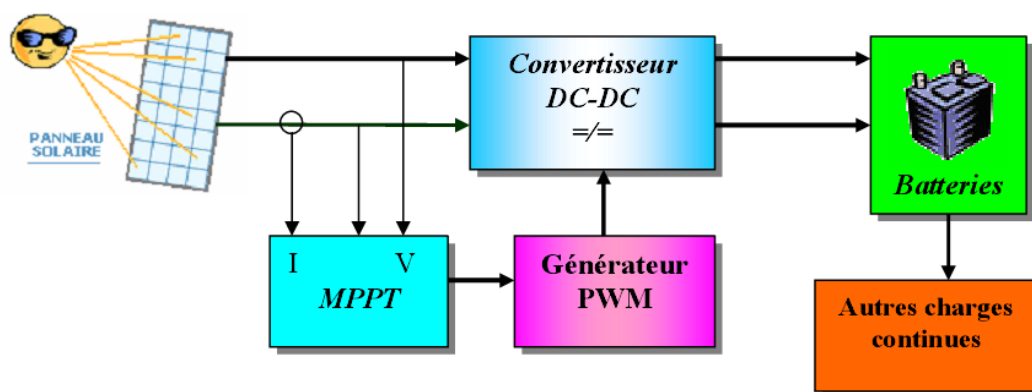 PANNEAU
SOLAIRE
Convertisseur
DC-DC
=/=
Batteries
I V
MPPT
Générateur
PWM
Autres charges
continues